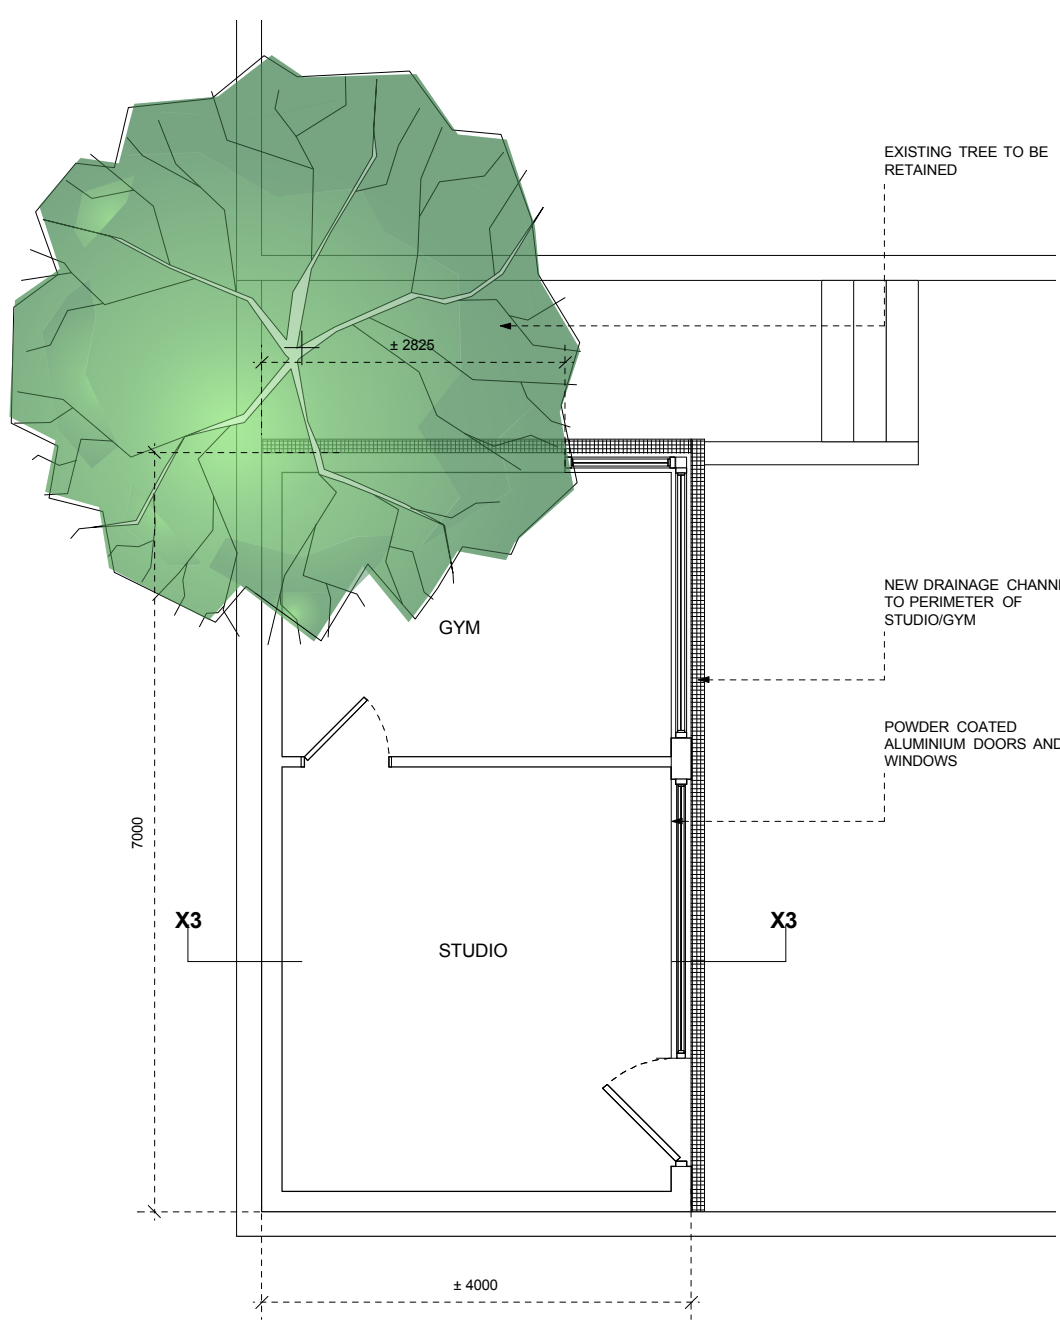 EXISTING TREE TO BE
RETAINED
± 2825
NEW DRAINAGE CHANN
TO PERIMETER OF
STUDIO/GYM
GYM
POWDER COATED
ALUMINIUM DOORS AND
WINDOWS
7000
X3
X3
STUDIO
± 4000